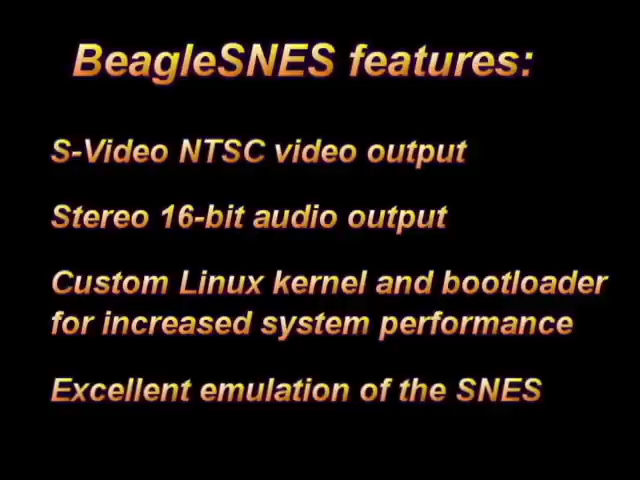 BeagleSNES features:
S-Video NTSC video output
Stereo 16-bit audio output
Custom Linux kernel and bootloader
for increased system performance
Excellent emulation of the SNES